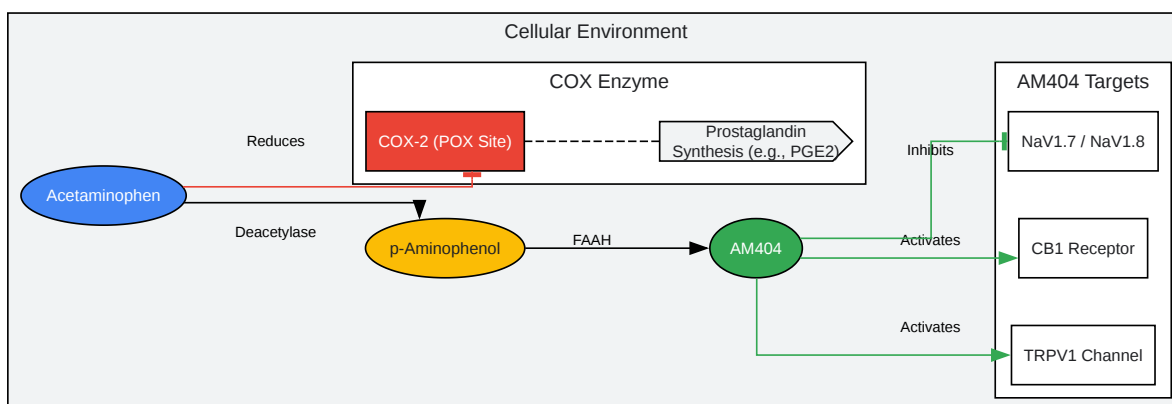 Cellular Environment
COX Enzyme
AM404 Targets
Reduces
COX-2 (POX Site)
Prostaglandin
Synthesis (e.g., PGE2)
Inhibits
NaV1.7 / NaV1.8
Acetaminophen
Deacetylase
p-Aminophenol
FAAH
AM404
Activates
CB1 Receptor
Activates
TRPV1 Channel